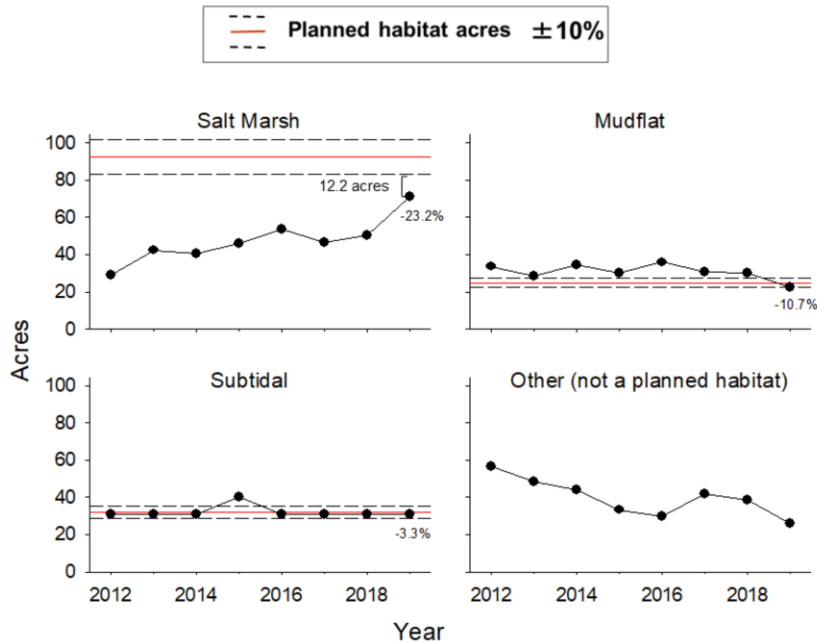 Planned habitat acres ±10%
Salt Marsh
Mudflat
100
80
60
40
20
0
12.2 acres
-23.2%
-10.7%
Acres
Subtidal
Other (not a planned habitat)
100
80
60
40
20
0
-3.3%
2012 2014 2016 2018
2012 2014 2016 2018
Year